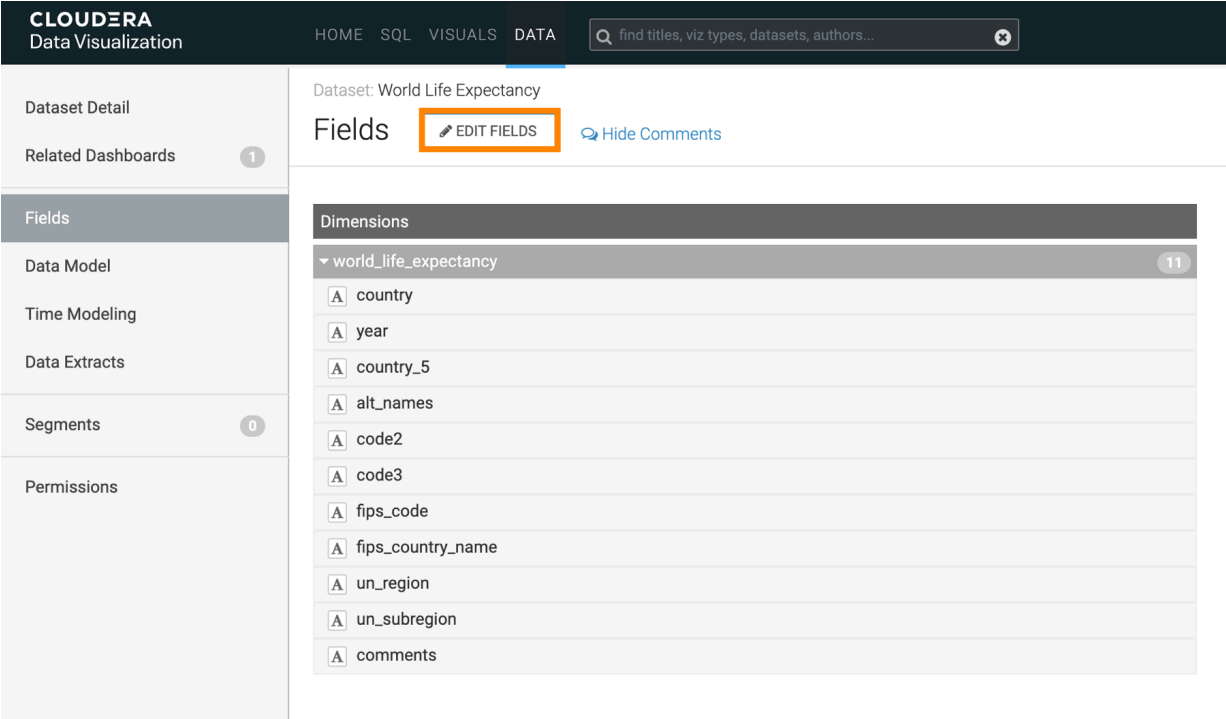 CLOUDERA
Data Visualization
HOME SQL VISUALS DATA
find titles, viz types, datasets, authors...
Dataset Detail
Related Dashboards 1
Fields
Data Model
Time Modeling
Data Extracts
Segments 0
Permissions
Dataset: World Life Expectancy
Fields EDIT FIELDS Hide Comments
Dimensions
world_life_expectancy 11
A country
A year
A country_5
A alt_names
A code2
A code3
A fips_code
A fips_country_name
A un_region
A un_subregion
A comments